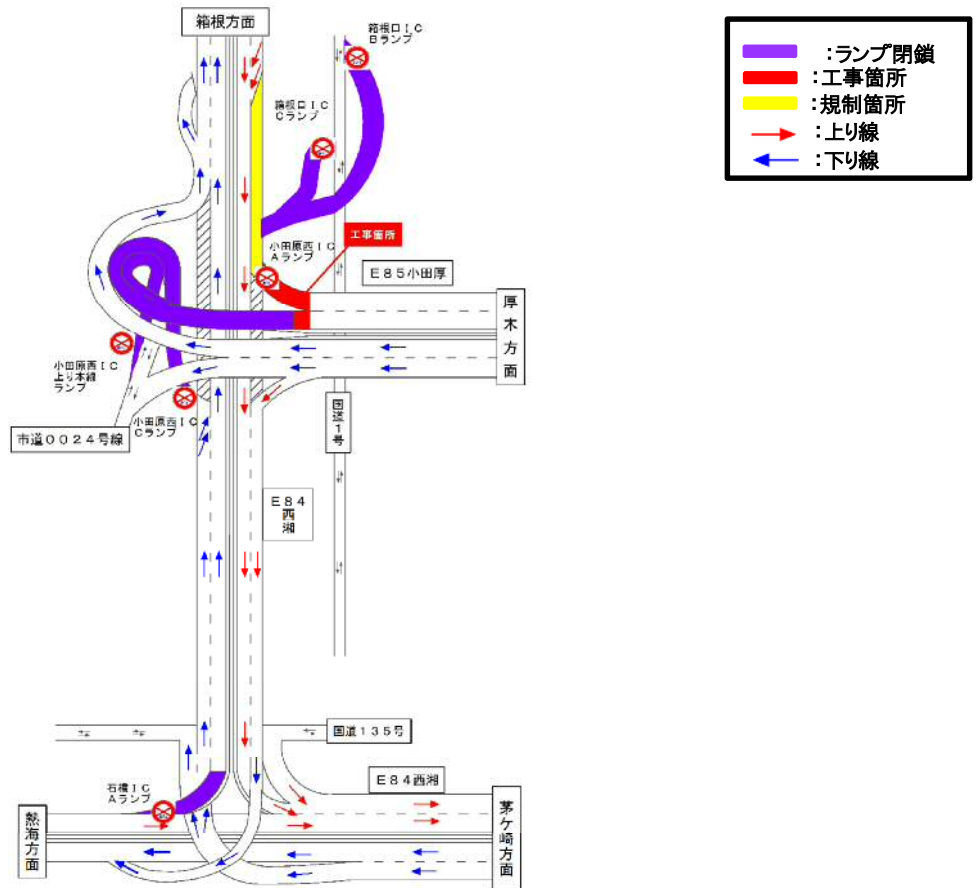 箱根方面
箱根口ＩＣ
Ｂランプ
箱根口ＩＣ
Ｃランプ
：ランプ閉鎖
：工事箇所
：規制箇所
：上り線
：下り線
工事箇所
小田原西ＩＣ
Ａランプ
Ｅ８５小田厚
厚木方面
小田原西ＩＣ
上り本線
ランプ
小田原西ＩＣ
Ｃランプ
市道００２４号線
国道１号
Ｅ８４
西湘
国道１３５号
石橋ＩＣ
Ａランプ
Ｅ８４西湘
熱海方面
茅ヶ崎方面